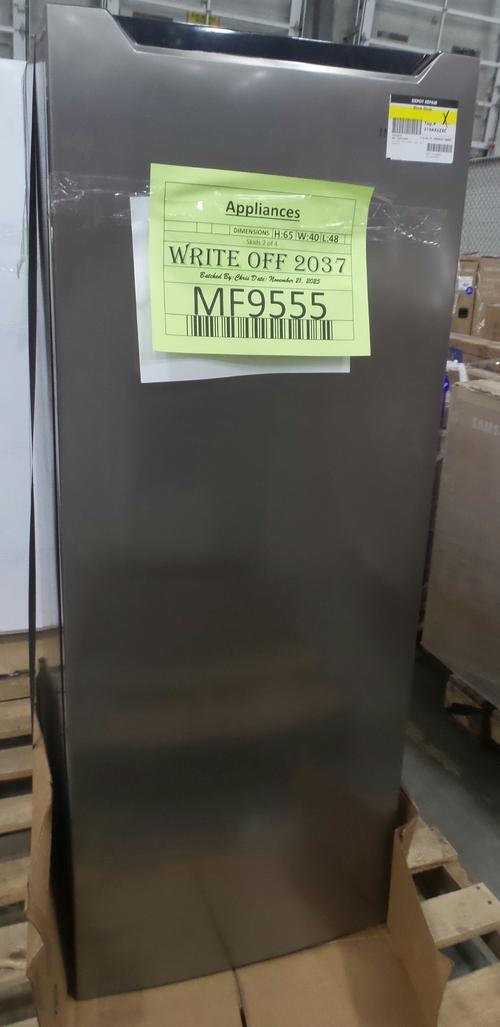 DEPOT REPAIR
Appliances
DIMENSIONS H:65 W:40 L:48
Skids 2 of 4
WRITE OFF 2037
Batched By: Chris Date: November 21, 2025
MF9555
SAMS